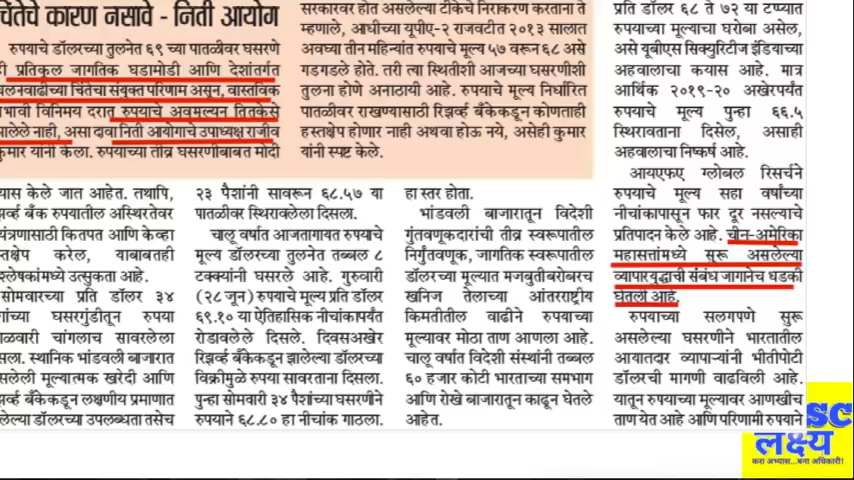 चिंतेचे कारण नसावे - निती आयोग
रुपयाचे डॉलरच्या तुलनेत ६९ च्या पातळीवर घसरणे
ही प्रतिकूल जागतिक घडामोडी आणि देशांतर्गत
चलनवाढीच्या चिंतेचा संयुक्त परिणाम असून, वास्तविक
प्रभावी विनिमय दरात रुपयाचे अवमूल्यन तितकेसे
झालेले नाही, असा दावा निती आयोगाचे उपाध्यक्ष राजीव
कुमार यांनी केला. रुपयाच्या तीव्र घसरणीबाबत मोदी
सरकारवर होत असलेल्या टीकेचे निराकरण करताना ते
म्हणाले, आधीच्या यूपीए-२ राजवटीत २०१३ सालात
अवघ्या तीन महिन्यांत रुपयाचे मूल्य ५७ वरून ६८ असे
गडगडले होते. तरी त्या स्थितीशी आजच्या घसरणीशी
तुलना होणे अनाठायी आहे. रुपयाचे मूल्य निर्धारित
पातळीवर राखण्यासाठी रिझर्व्ह बँकेकडून कोणताही
हस्तक्षेप होणार नाही अथवा होऊ नये, असेही कुमार
यांनी स्पष्ट केले.
यास केले जात आहेत. तथापि,
झर्व्ह बँक रुपयातील अस्थिरतेवर
यंत्रणासाठी कितपत आणि केव्हा
स्तक्षेप करेल, याबाबतही
श्लेषकांमध्ये उत्सुकता आहे.
सोमवारच्या प्रति डॉलर ३४
शांच्या घसरगुंडीतून रुपया
गळवारी चांगलाच सावरलेला
सला. स्थानिक भांडवली बाजारात
सलेली मूल्यात्मक खरेदी आणि
झर्व्ह बँकेकडून लक्षणीय प्रमाणात
लेल्या डॉलरच्या उपलब्धता तसेच
२३ पैशांनी सावरून ६८.५७ या
पातळीवर स्थिरावलेला दिसला.
चालू वर्षात आजतागायत रुपयाचे
मूल्य डॉलरच्या तुलनेत तब्बल ८
टक्क्यांनी घसरले आहे. गुरुवारी
(२८ जून) रुपयाचे मूल्य प्रति डॉलर
६९.१० या ऐतिहासिक नीचांकापर्यंत
रोडावलेले दिसले. दिवसअखेर
रिझर्व्ह बँकेकडून झालेल्या डॉलरच्या
विक्रीमुळे रुपया सावरताना दिसला.
पुन्हा सोमवारी ३४ पैशांच्या घसरणीने
रुपयाने ६८.८० हा नीचांक गाठला.
हा स्तर होता.
भांडवली बाजारातून विदेशी
गुंतवणूकदारांची तीव्र स्वरूपातील
निर्गुंतवणूक, जागतिक स्वरूपातील
डॉलरच्या मूल्यात मजबुतीबरोबरच
खनिज तेलाच्या आंतरराष्ट्रीय
किमतीतील वाढीने रुपयाच्या
मूल्यावर मोठा ताण आणला आहे.
चालू वर्षात विदेशी संस्थांनी तब्बल
६० हजार कोटी भारताच्या समभाग
आणि रोखे बाजारातून काढून घेतले
आहेत.
प्रति डॉलर ६८ ते ७२ या टप्प्यात
रुपयाच्या मूल्याचा घरोबा असेल,
असे यूबीएस सिक्युरिटीज इंडियाच्या
अहवालाचा कयास आहे. मात्र
आर्थिक २०१९-२० अखेरपर्यंत
रुपयाचे मूल्य पुन्हा ६६.५
स्थिरावताना दिसेल, असाही
अहवालाचा निष्कर्ष आहे.
आयएफए ग्लोबल रिसर्चने
रुपयाचे मूल्य सहा वर्षांच्या
नीचांकापासून फार दूर नसल्याचे
प्रतिपादन केले आहे. चीन-अमेरिका
महासत्तांमध्ये सुरू असलेल्या
व्यापारयुद्धाची संबंध जागानेच धडकी
घेतली आहे.
रुपयाच्या सलगपणे सुरू
असलेल्या घसरणीने भारतातील
आयातदार व्यापाऱ्यांनी भीतीपोटी
डॉलरची मागणी वाढविली आहे.
यातून रुपयाच्या मूल्यावर आणखीच
ताण येत आहे आणि परिणामी रुपयाने
SC
लक्ष्य
करा अभ्यास...बना अधिकारी!